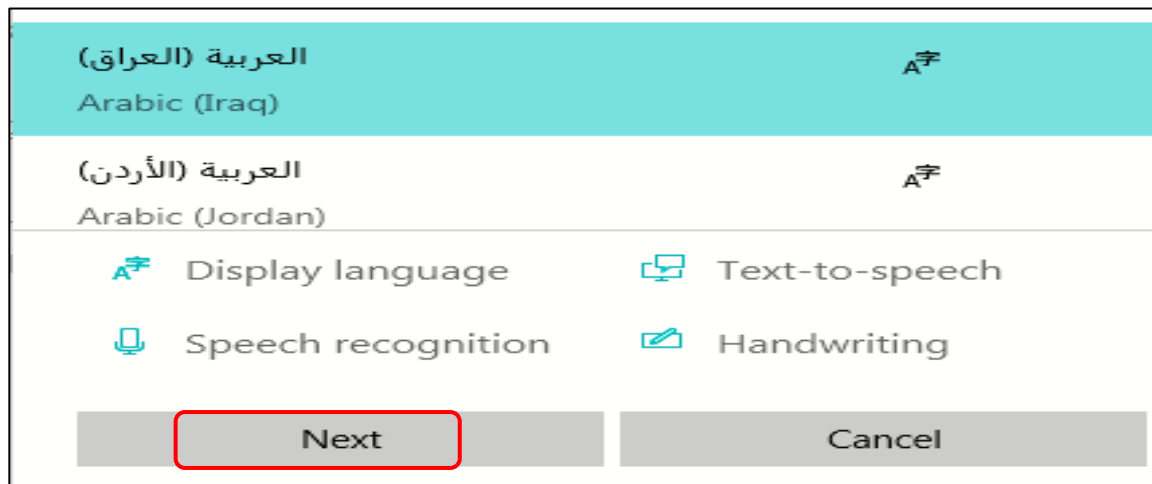 العربية (العراق)
Arabic (Iraq)
العربية (الأردن)
Arabic (Jordan)
Display language
Text-to-speech
Speech recognition
Handwriting
Next
Cancel